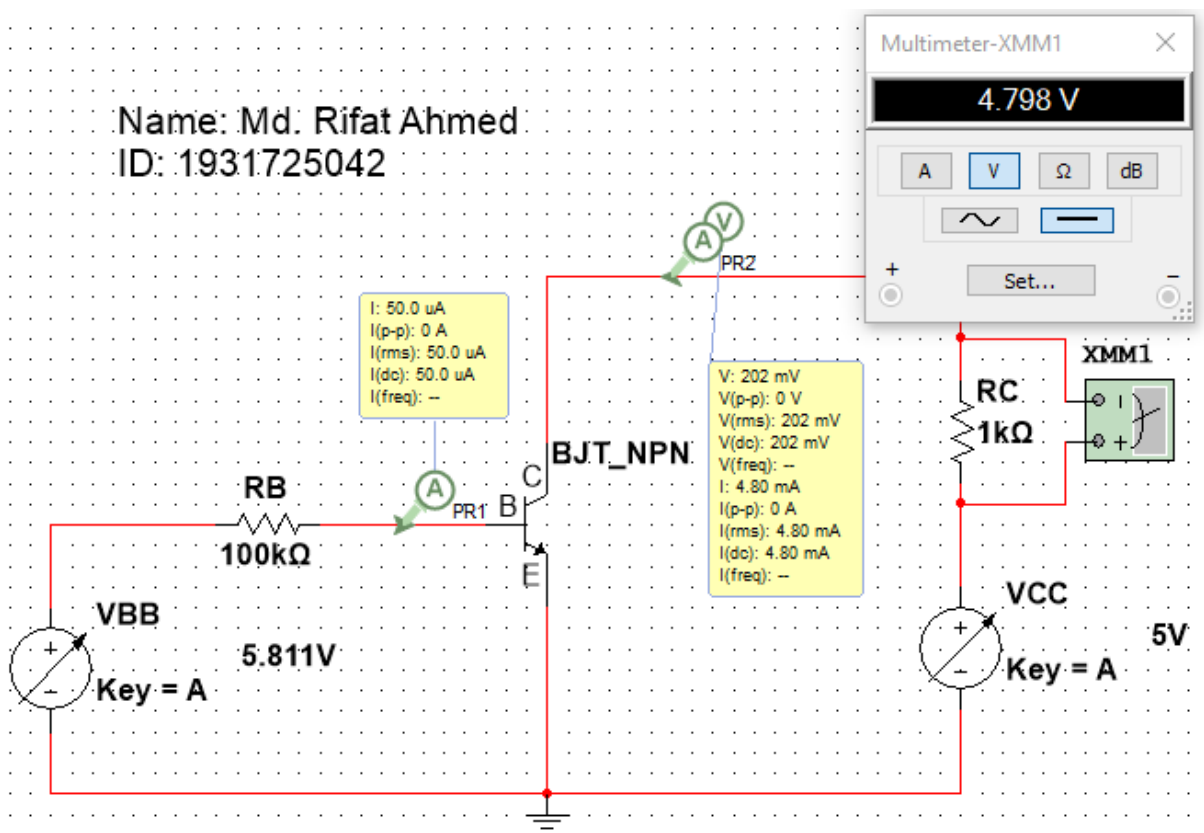 Multimeter-XMM1
4.798 V
A V Ω dB
+ Set... –
Name: Md. Rifat Ahmed
ID: 1931725042
V
A
PR2
I: 50.0 uA
I(p-p): 0 A
I(rms): 50.0 uA
I(dc): 50.0 uA
I(freq): --
V: 202 mV
V(p-p): 0 V
V(rms): 202 mV
V(dc): 202 mV
V(freq): --
I: 4.80 mA
I(p-p): 0 A
I(rms): 4.80 mA
I(dc): 4.80 mA
I(freq): --
XMM1
RC
1kΩ
BJT_NPN
C
B
E
A
PR1
RB
100kΩ
VBB
5.811V
Key = A
VCC
5V
Key = A